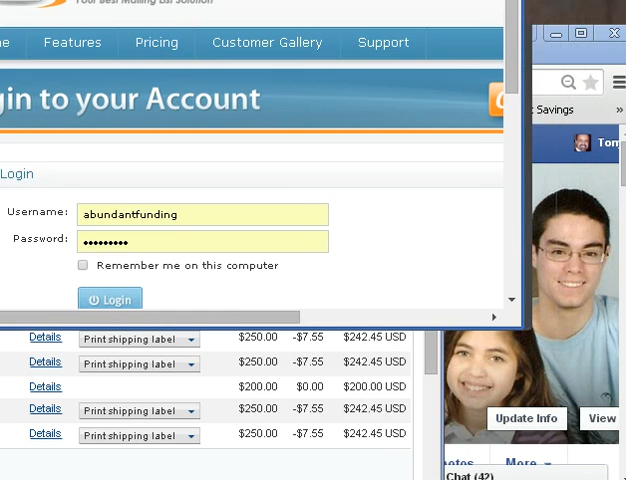 Your Best Mailing List Solution
Features Pricing Customer Gallery Support
gin to your Account
Login
Username: abundantfunding
Password: •••••••••
Remember me on this computer
Login
Savings »
Details Print shipping label $250.00 -$7.55 $242.45 USD
Details Print shipping label $250.00 -$7.55 $242.45 USD
Details $200.00 $0.00 $200.00 USD
Details Print shipping label $250.00 -$7.55 $242.45 USD
Details Print shipping label $250.00 -$7.55 $242.45 USD
Update Info View
More
Chat (42)